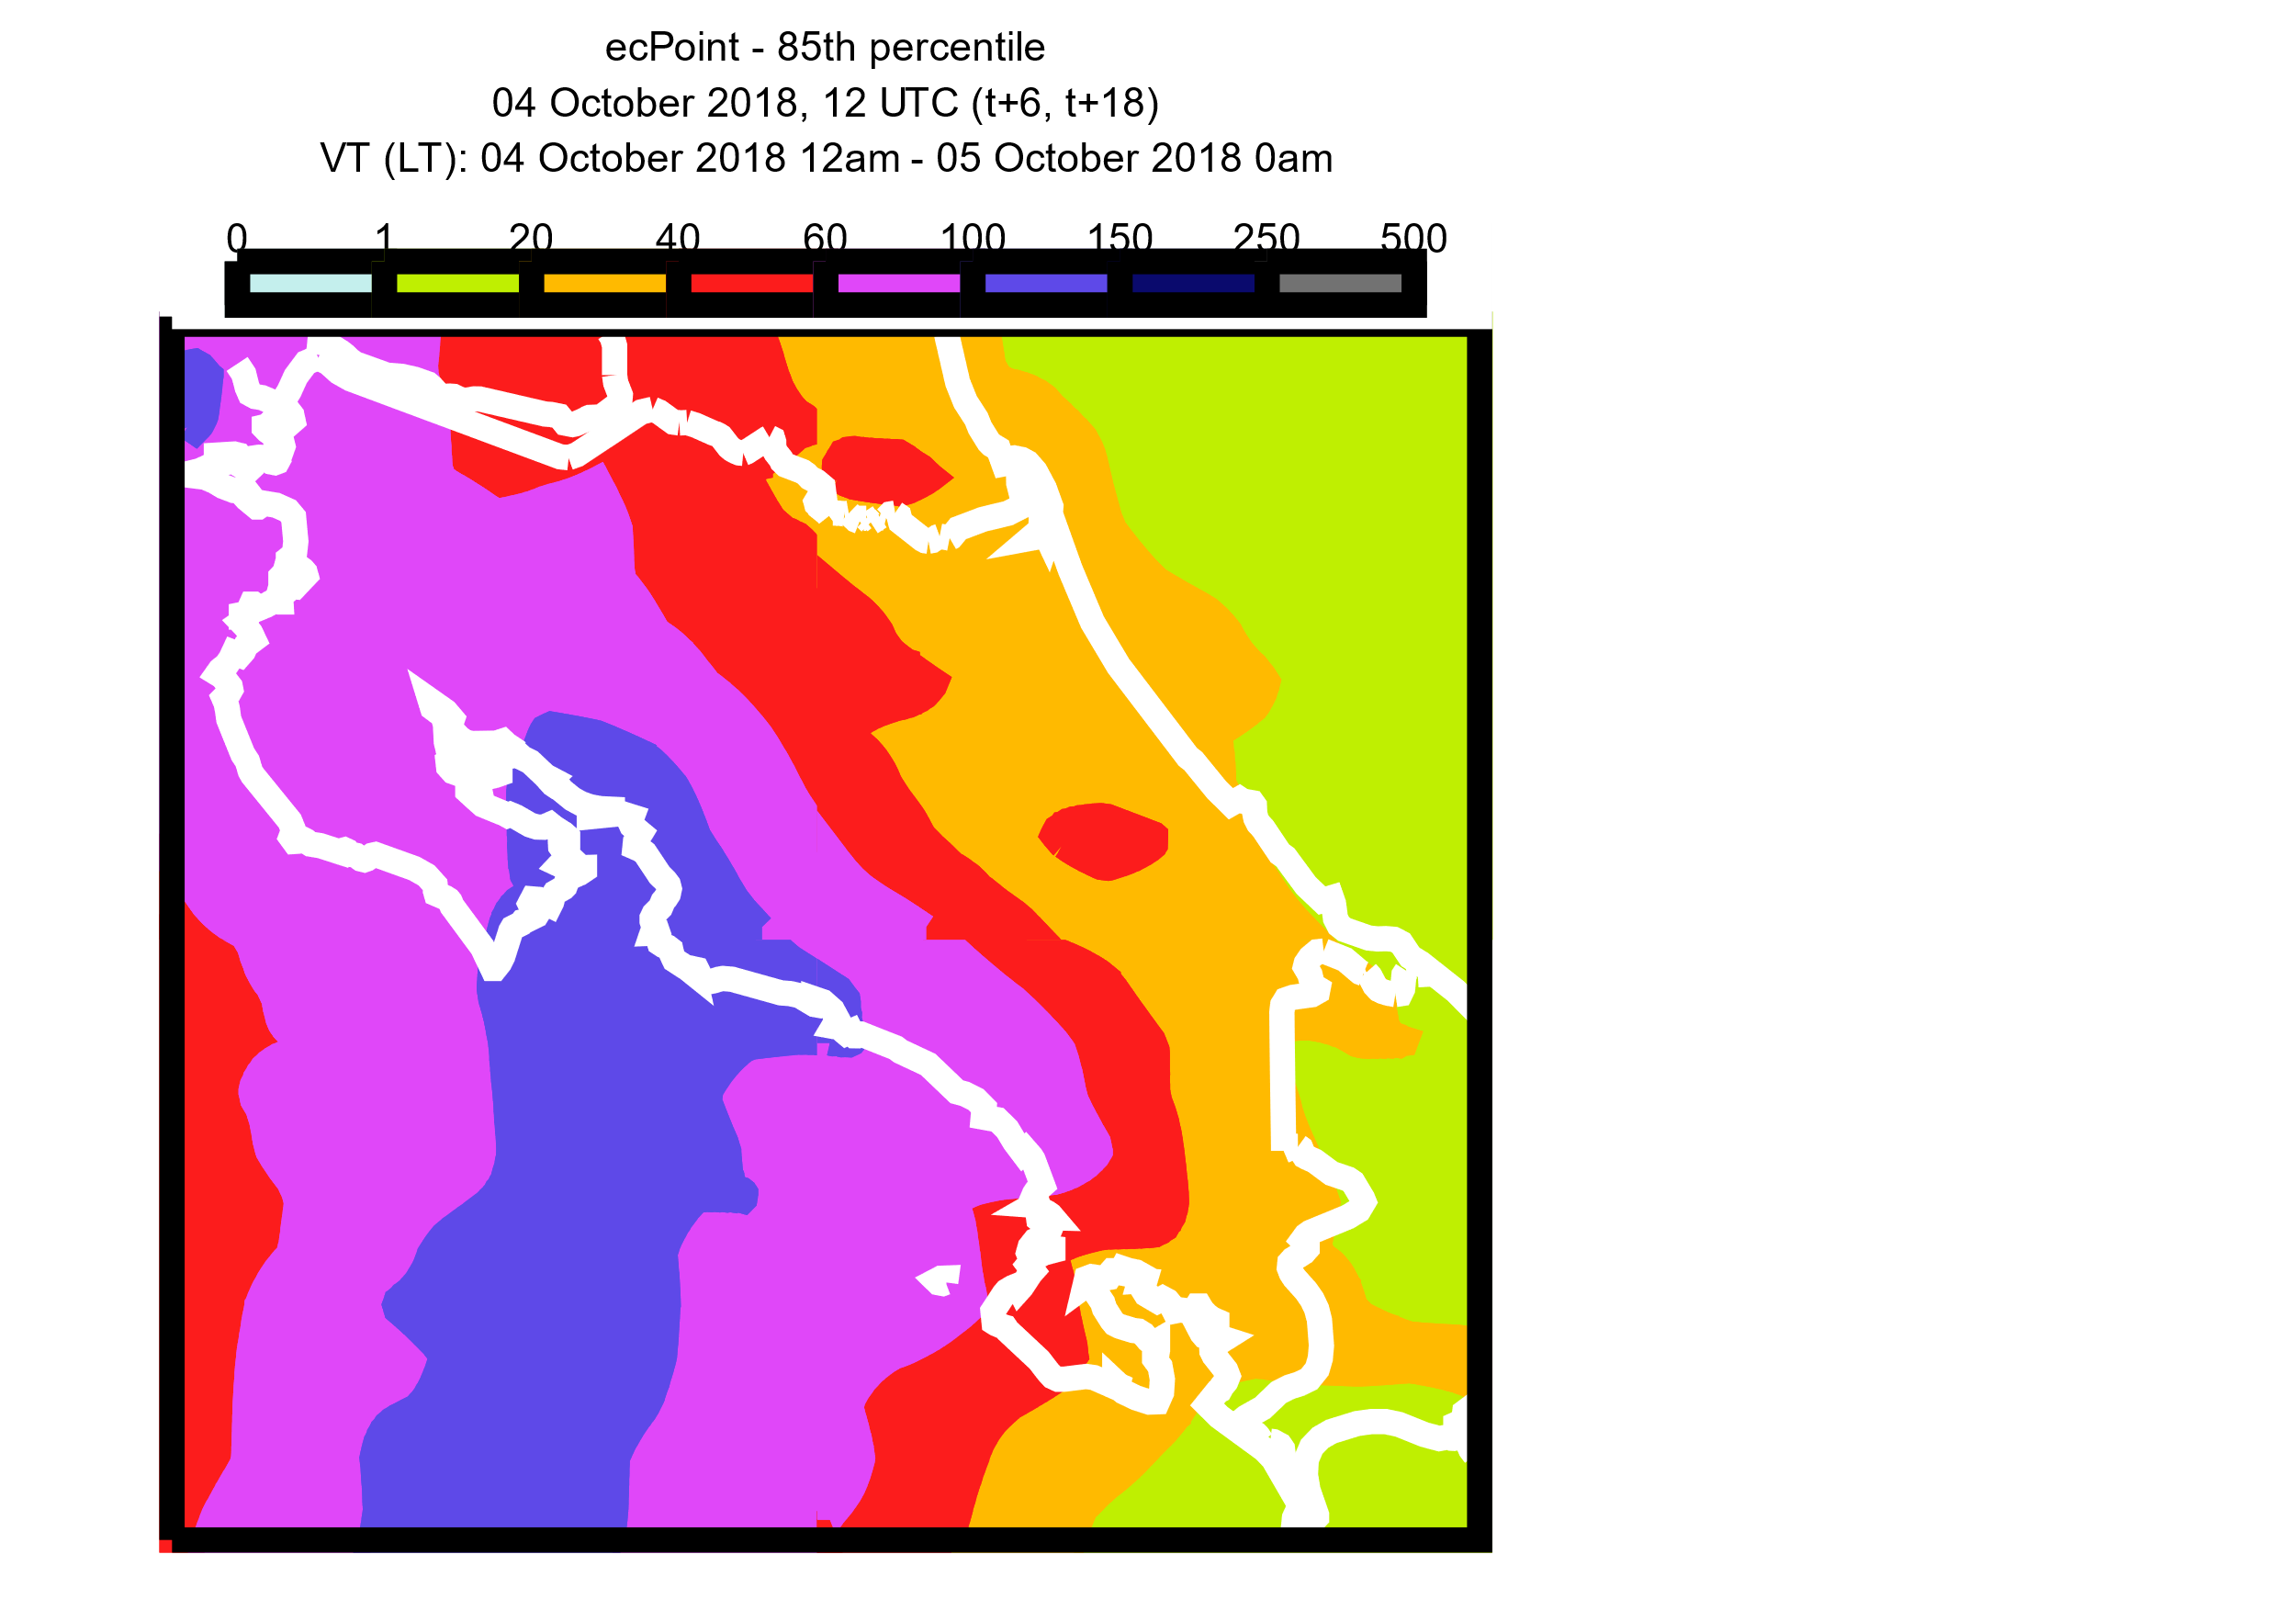 ecPoint - 85th percentile
04 October 2018, 12 UTC (t+6, t+18)
VT (LT): 04 October 2018 12am - 05 October 2018 0am
0 1 20 40 60 100 150 250 500